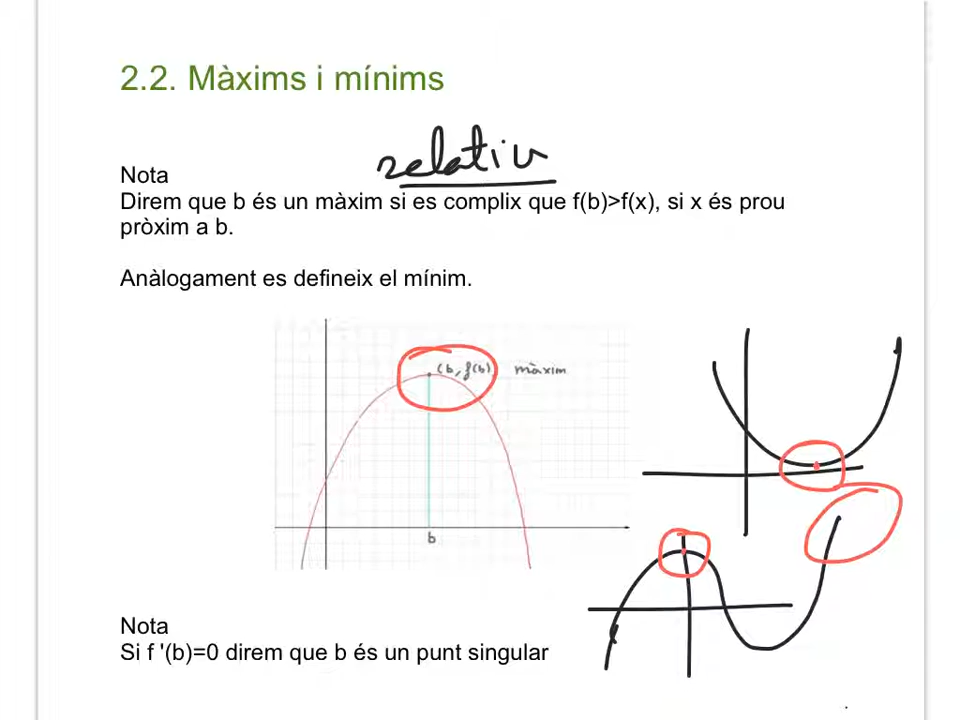 2.2. Màxims i mínims
relatiu
Nota
Direm que b és un màxim si es complix que f(b)>f(x), si x és prou
pròxim a b.
Anàlogament es defineix el mínim.
(b, f(b) màxim
b
Nota
Si f '(b)=0 direm que b és un punt singular